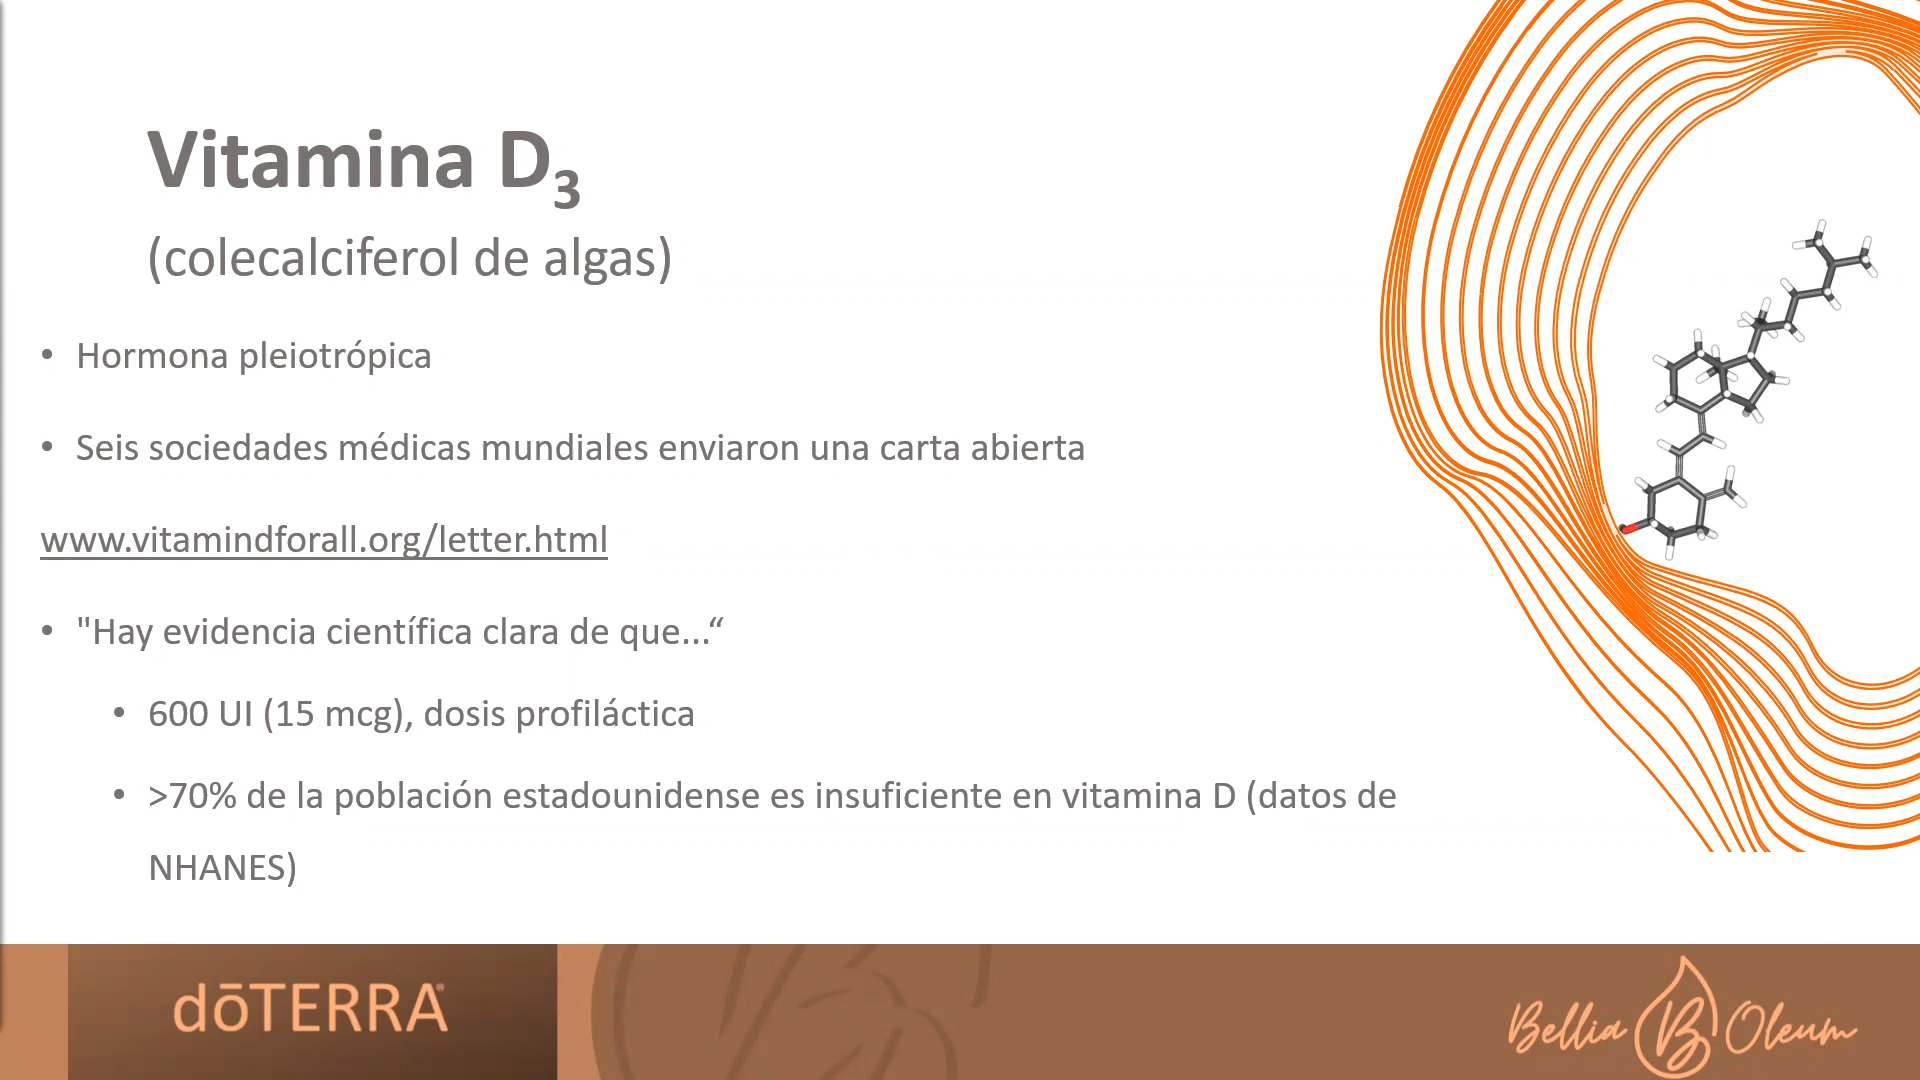 Vitamina D₃
(colecalciferol de algas)
• Hormona pleiotrópica
• Seis sociedades médicas mundiales enviaron una carta abierta
www.vitamindforall.org/letter.html
• "Hay evidencia científica clara de que...“
• 600 UI (15 mcg), dosis profiláctica
• >70% de la población estadounidense es insuficiente en vitamina D (datos de
NHANES)
dōTERRA®
Bellia B Oleum